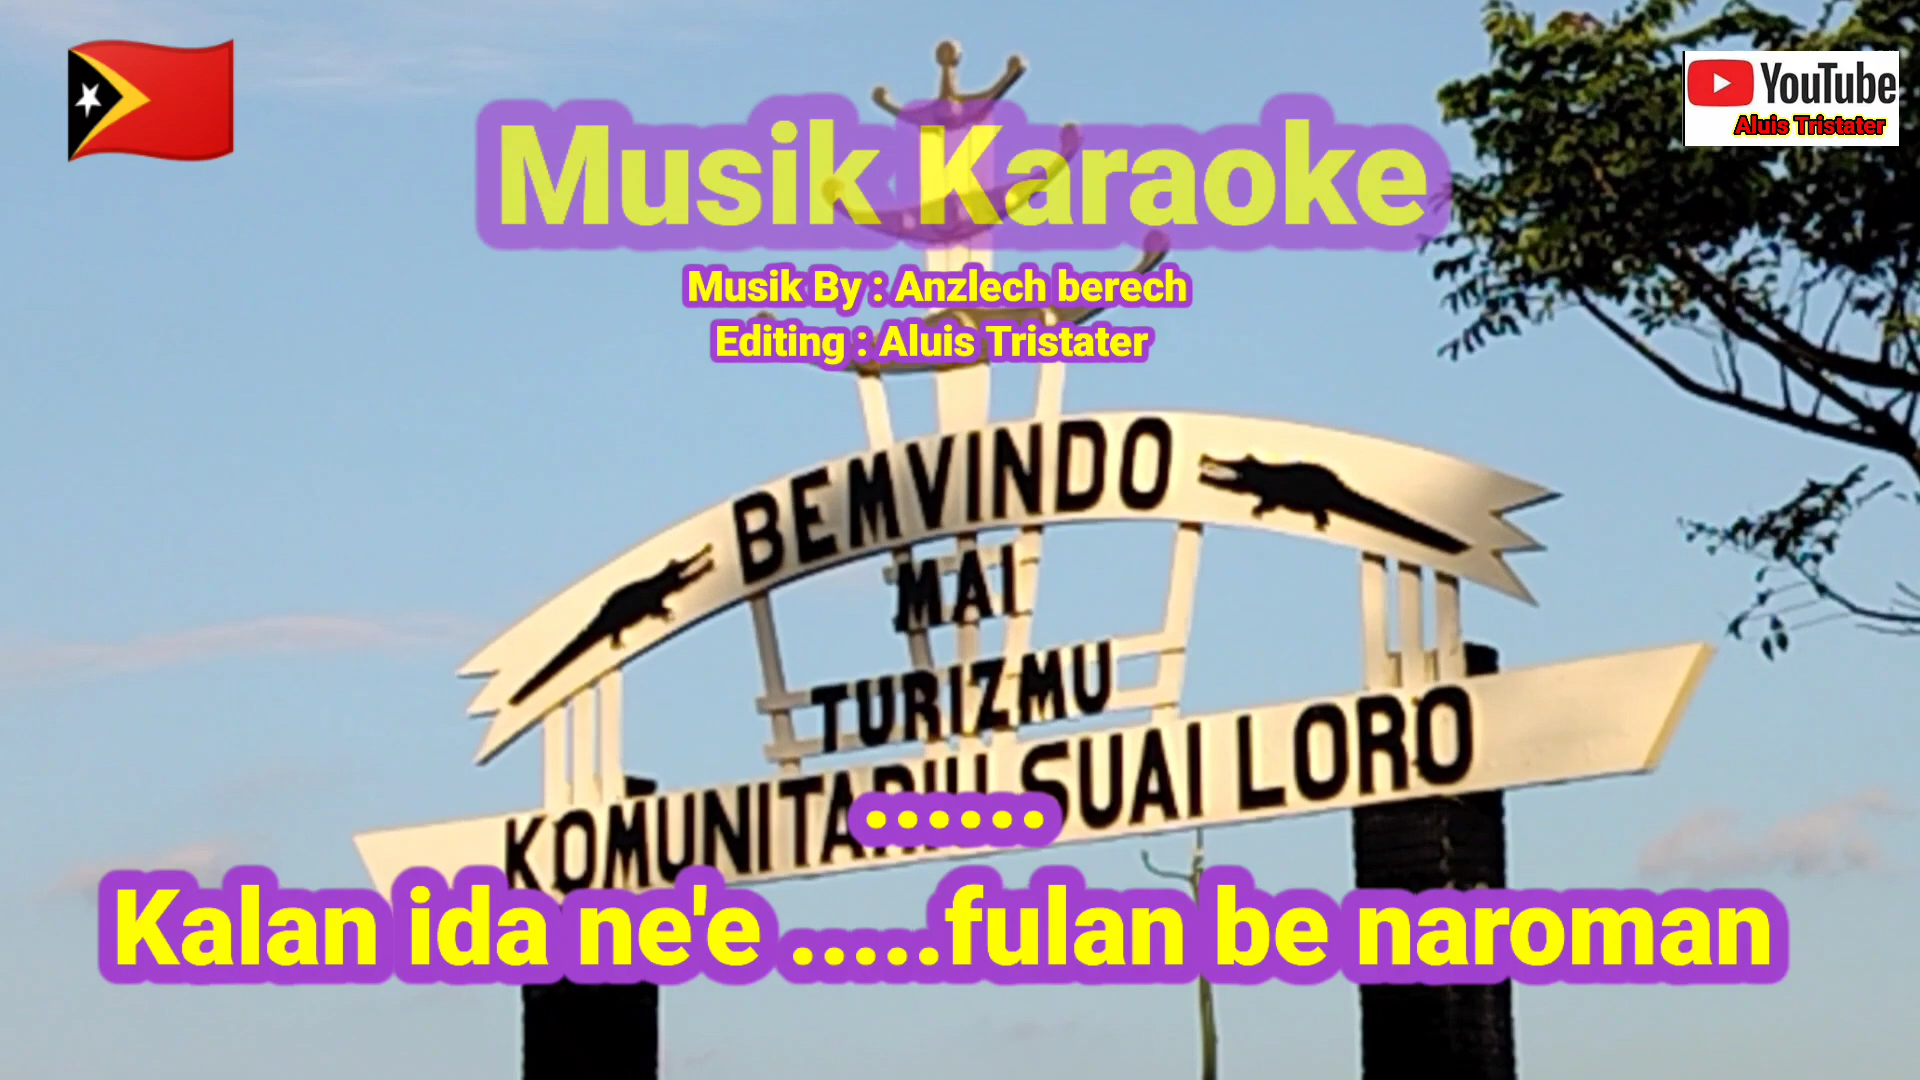 YouTube
Aluis Tristater
Musik Karaoke
Musik By : Anzlech berech
Editing : Aluis Tristater
BEMVINDO
MAI
TURIZMU
KOMUNITARIU SUAI LORO
......
Kalan ida ne'e .....fulan be naroman